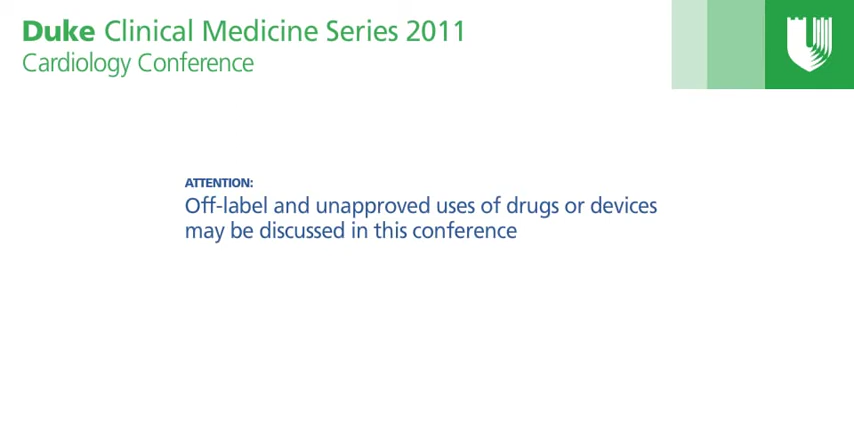 Duke Clinical Medicine Series 2011
Cardiology Conference
ATTENTION:
Off-label and unapproved uses of drugs or devices
may be discussed in this conference